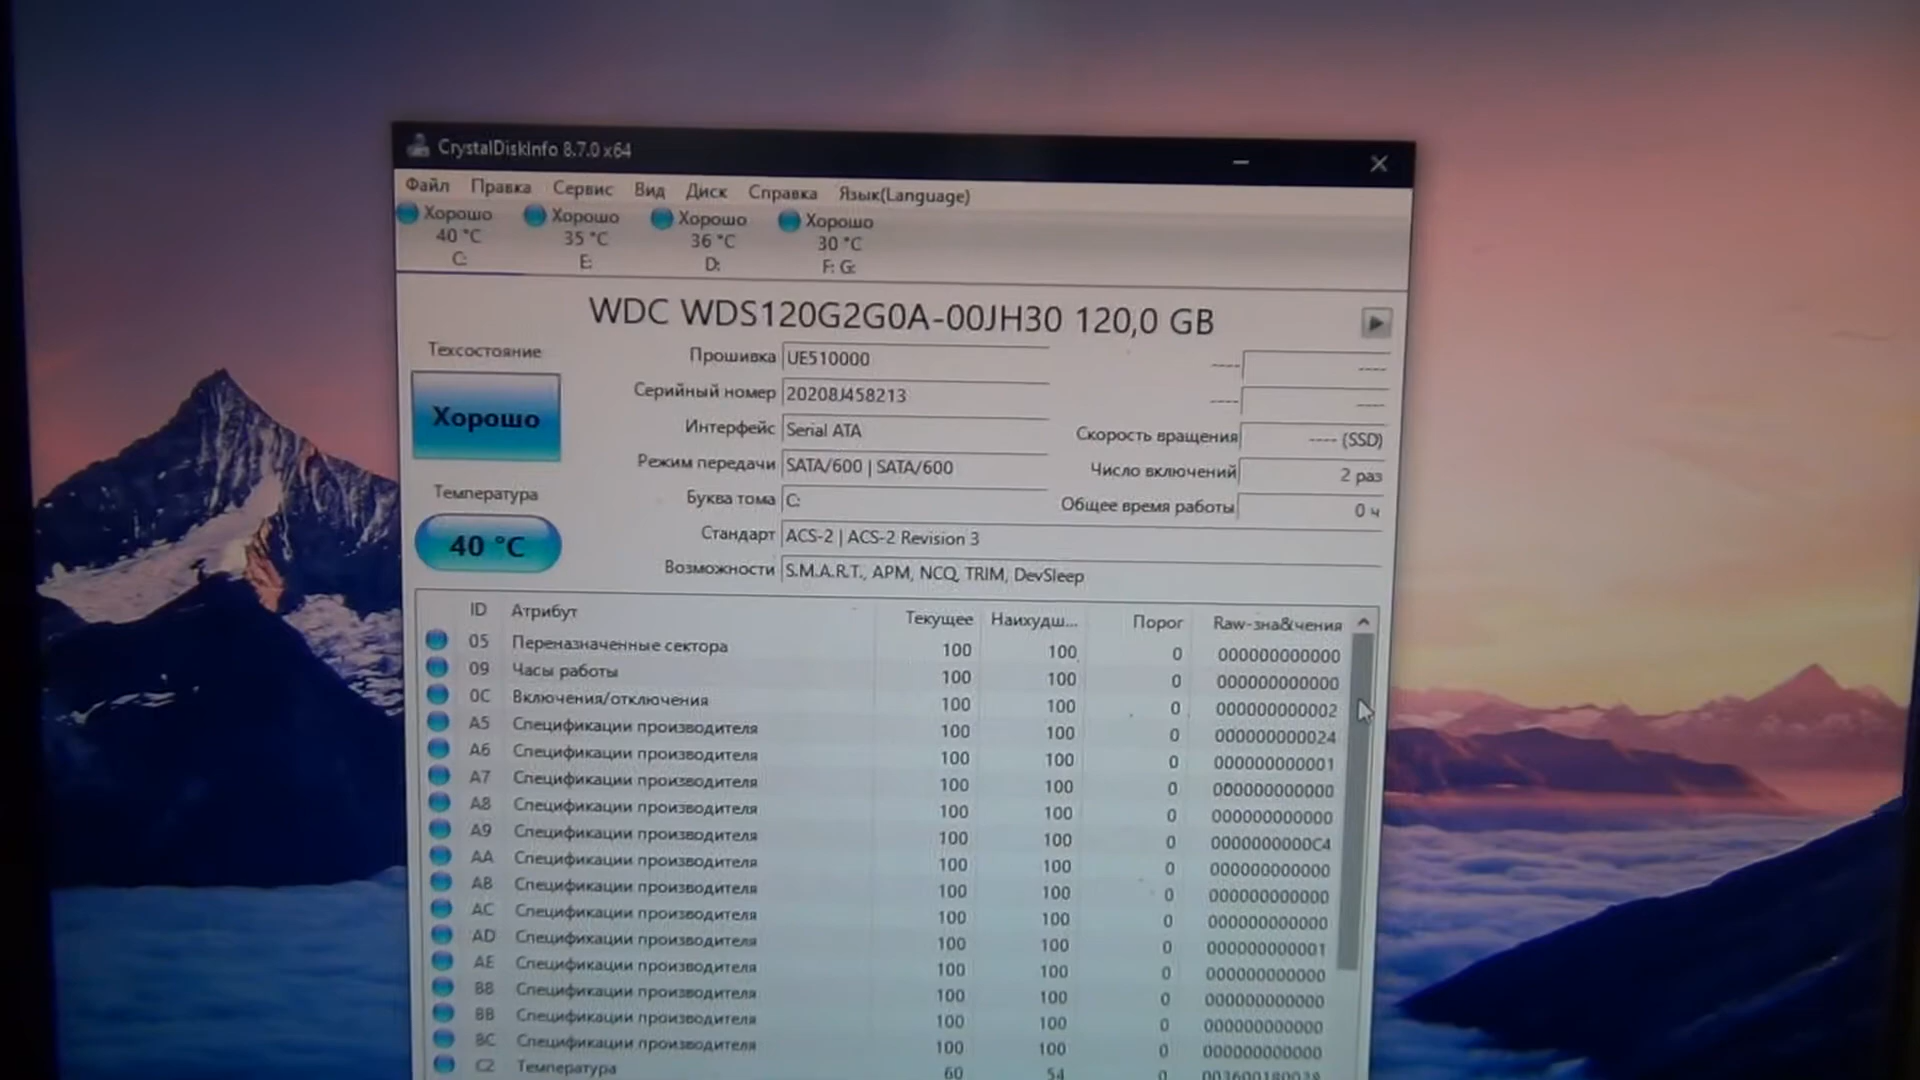 CrystalDiskInfo 8.7.0 x64
Файл Правка Сервис Вид Диск Справка Язык(Language)
Хорошо Хорошо Хорошо Хорошо
40 °C 35 °C 36 °C 30 °C
C: E: D: F: G:
WDC WDS120G2G0A-00JH30 120,0 GB
Техсостояние
Хорошо
Температура
40 °C
Прошивка UE510000 ---- ----
Серийный номер 20208J458213 ---- ----
Интерфейс Serial ATA Скорость вращения ---- (SSD)
Режим передачи SATA/600 | SATA/600 Число включений 2 раз
Буква тома C: Общее время работы 0 ч
Стандарт ACS-2 | ACS-2 Revision 3
Возможности S.M.A.R.T., APM, NCQ, TRIM, DevSleep
ID Атрибут Текущее Наихудш... Порог Raw-зна&чения
05 Переназначенные сектора 100 100 0 000000000000
09 Часы работы 100 100 0 000000000000
0C Включения/отключения 100 100 0 000000000002
A5 Спецификации производителя 100 100 0 000000000024
A6 Спецификации производителя 100 100 0 000000000001
A7 Спецификации производителя 100 100 0 000000000000
A8 Спецификации производителя 100 100 0 000000000000
A9 Спецификации производителя 100 100 0 0000000000C4
AA Спецификации производителя 100 100 0 000000000000
AB Спецификации производителя 100 100 0 000000000000
AC Спецификации производителя 100 100 0 000000000000
AD Спецификации производителя 100 100 0 000000000001
AE Спецификации производителя 100 100 0 000000000000
B8 Спецификации производителя 100 100 0 000000000000
BB Спецификации производителя 100 100 0 000000000000
BC Спецификации производителя 100 100 0 000000000000
C2 Температура 60 54 0